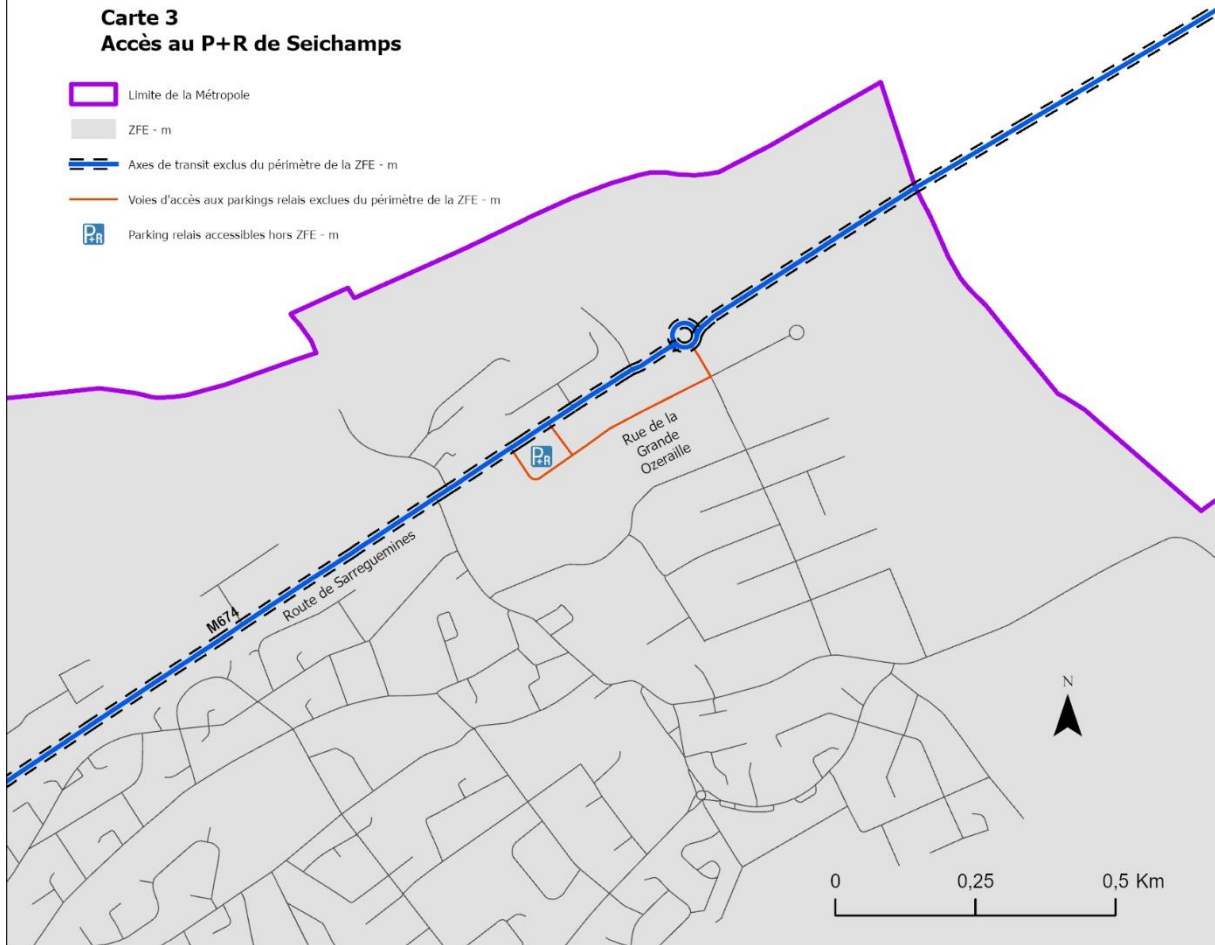 Carte 3
Accès au P+R de Seichamps
Limite de la Métropole
ZFE - m
Axes de transit exclus du périmètre de la ZFE - m
Voies d'accès aux parkings relais exclues du périmètre de la ZFE - m
P+R
Parking relais accessibles hors ZFE - m
P+R
Rue de la
Grande
Ozeraille
Route de Sarreguemines
M674
N
0
0,25
0,5 Km